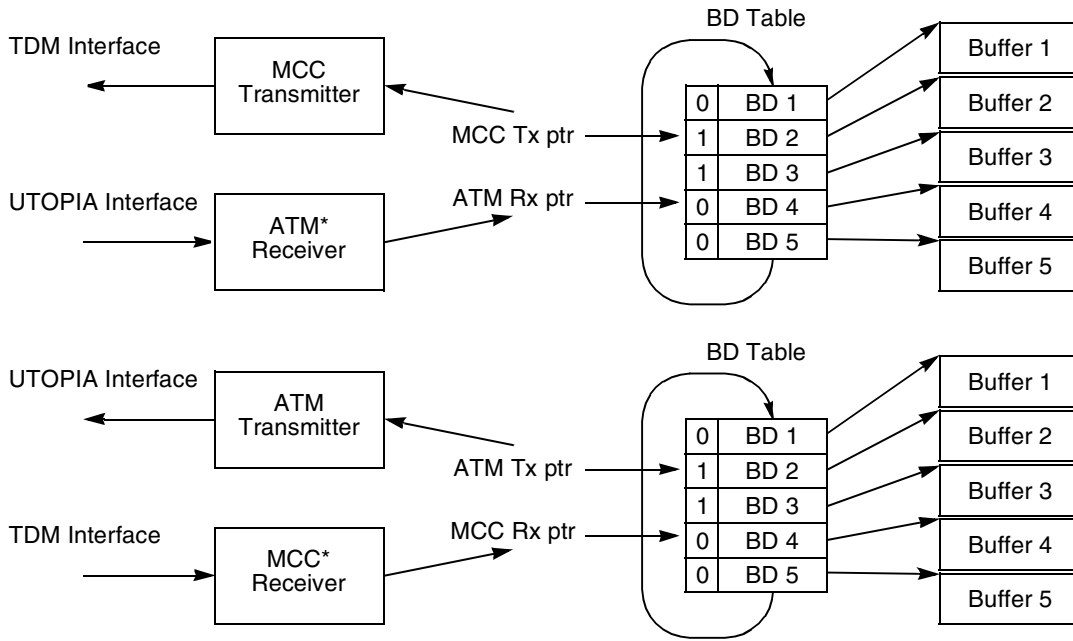 BD Table
TDM Interface
MCC
Transmitter
MCC Tx ptr
UTOPIA Interface
ATM*
Receiver
ATM Rx ptr
0 BD 1
1 BD 2
1 BD 3
0 BD 4
0 BD 5
Buffer 1
Buffer 2
Buffer 3
Buffer 4
Buffer 5
BD Table
UTOPIA Interface
ATM
Transmitter
ATM Tx ptr
TDM Interface
MCC*
Receiver
MCC Rx ptr
0 BD 1
1 BD 2
1 BD 3
0 BD 4
0 BD 5
Buffer 1
Buffer 2
Buffer 3
Buffer 4
Buffer 5